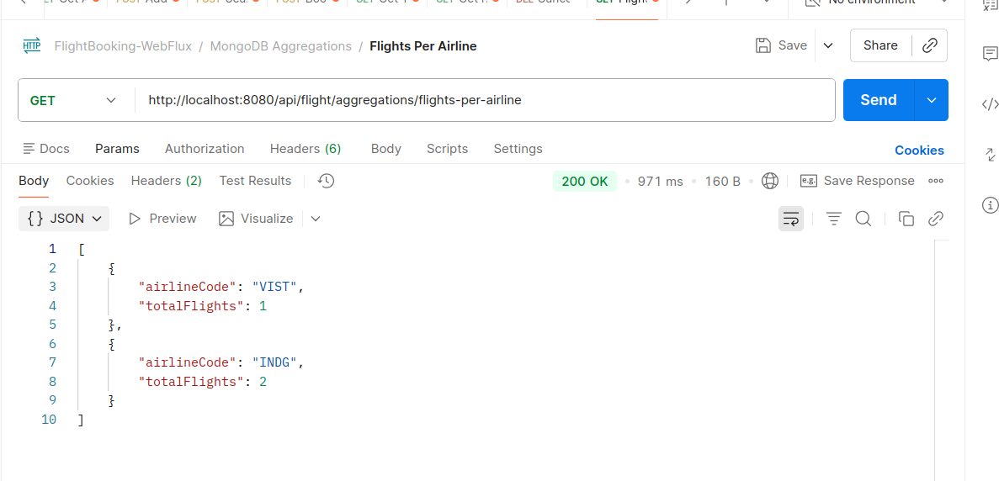 No environment
HTTP FlightBooking-WebFlux / MongoDB Aggregations / Flights Per Airline Save Share
GET http://localhost:8080/api/flight/aggregations/flights-per-airline Send
Docs Params Authorization Headers (6) Body Scripts Settings Cookies
Body Cookies Headers (2) Test Results 200 OK • 971 ms • 160 B • e.g. Save Response
{} JSON Preview Visualize
1 [
2 {
3 "airlineCode": "VIST",
4 "totalFlights": 1
5 },
6 {
7 "airlineCode": "INDG",
8 "totalFlights": 2
9 }
10 ]